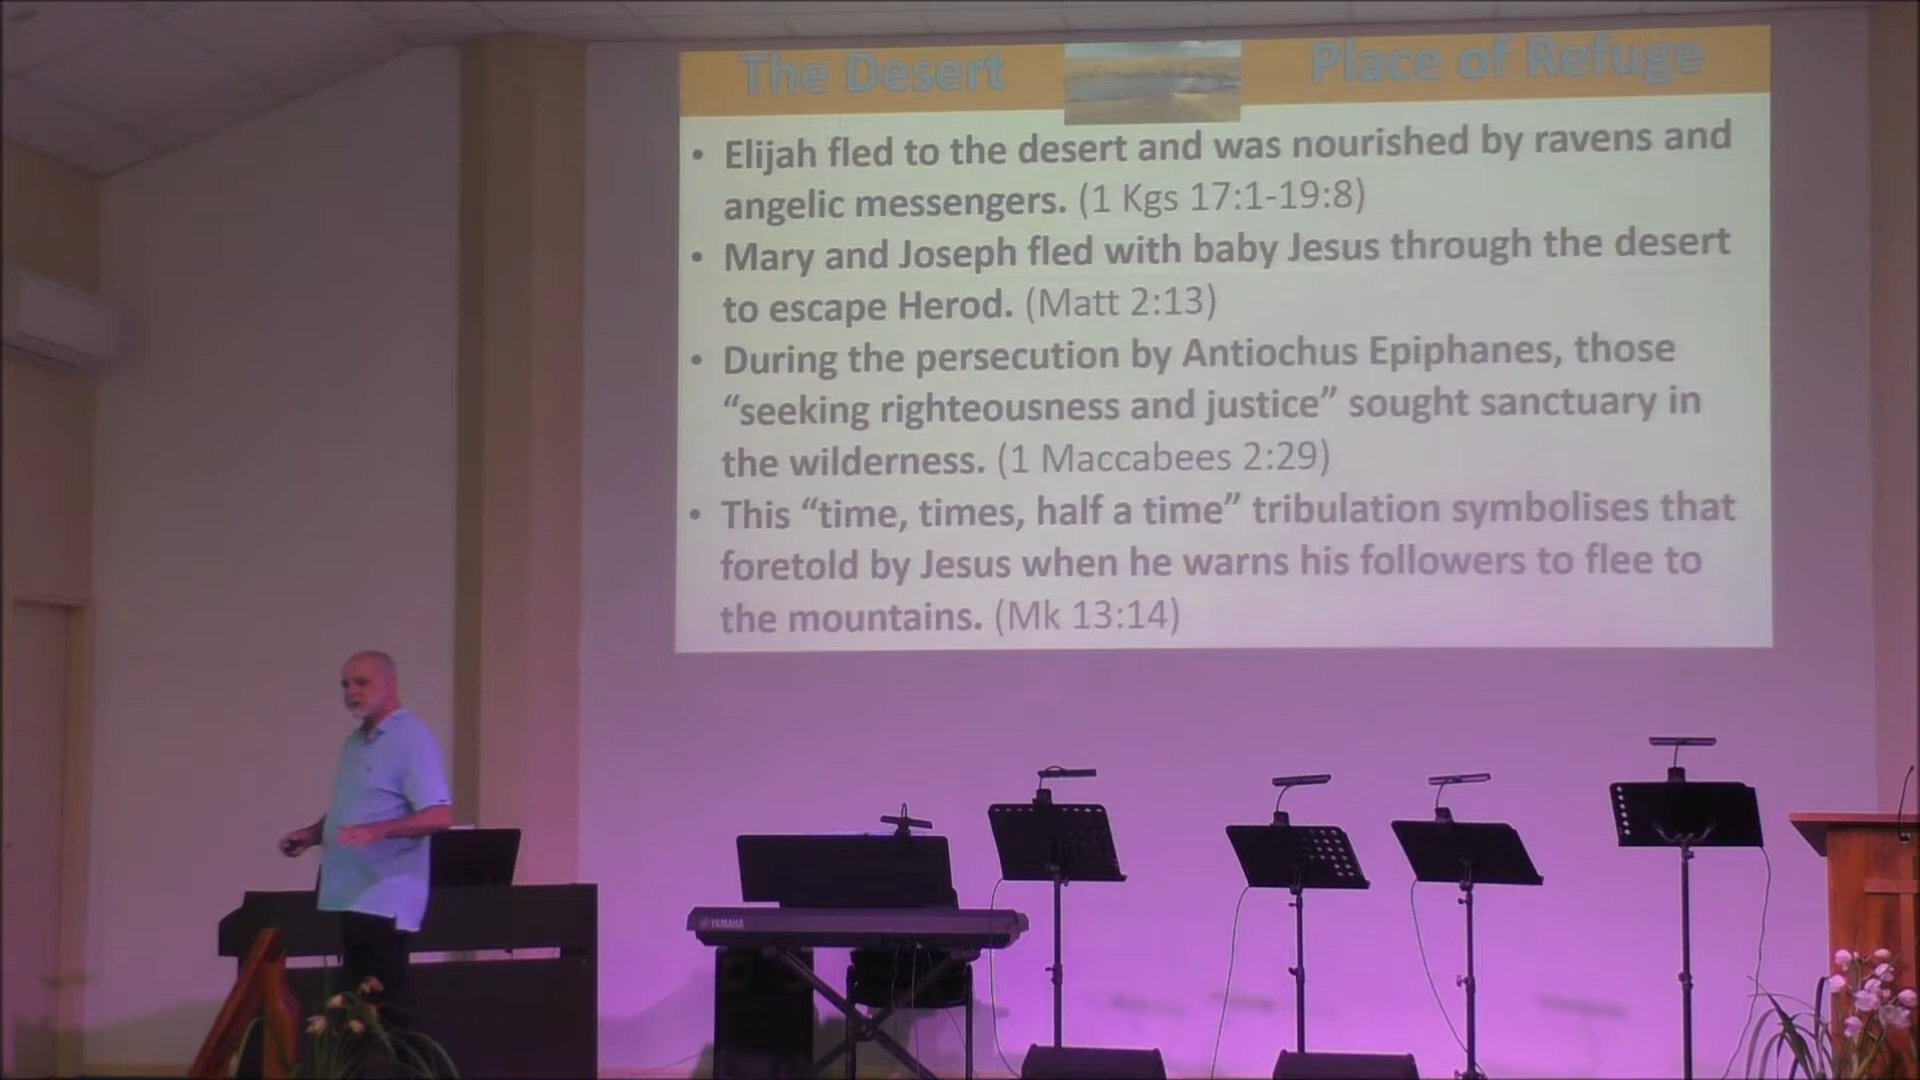 The Desert Place of Refuge
• Elijah fled to the desert and was nourished by ravens and
angelic messengers. (1 Kgs 17:1-19:8)
• Mary and Joseph fled with baby Jesus through the desert
to escape Herod. (Matt 2:13)
• During the persecution by Antiochus Epiphanes, those
“seeking righteousness and justice” sought sanctuary in
the wilderness. (1 Maccabees 2:29)
• This “time, times, half a time” tribulation symbolises that
foretold by Jesus when he warns his followers to flee to
the mountains. (Mk 13:14)
YAMAHA